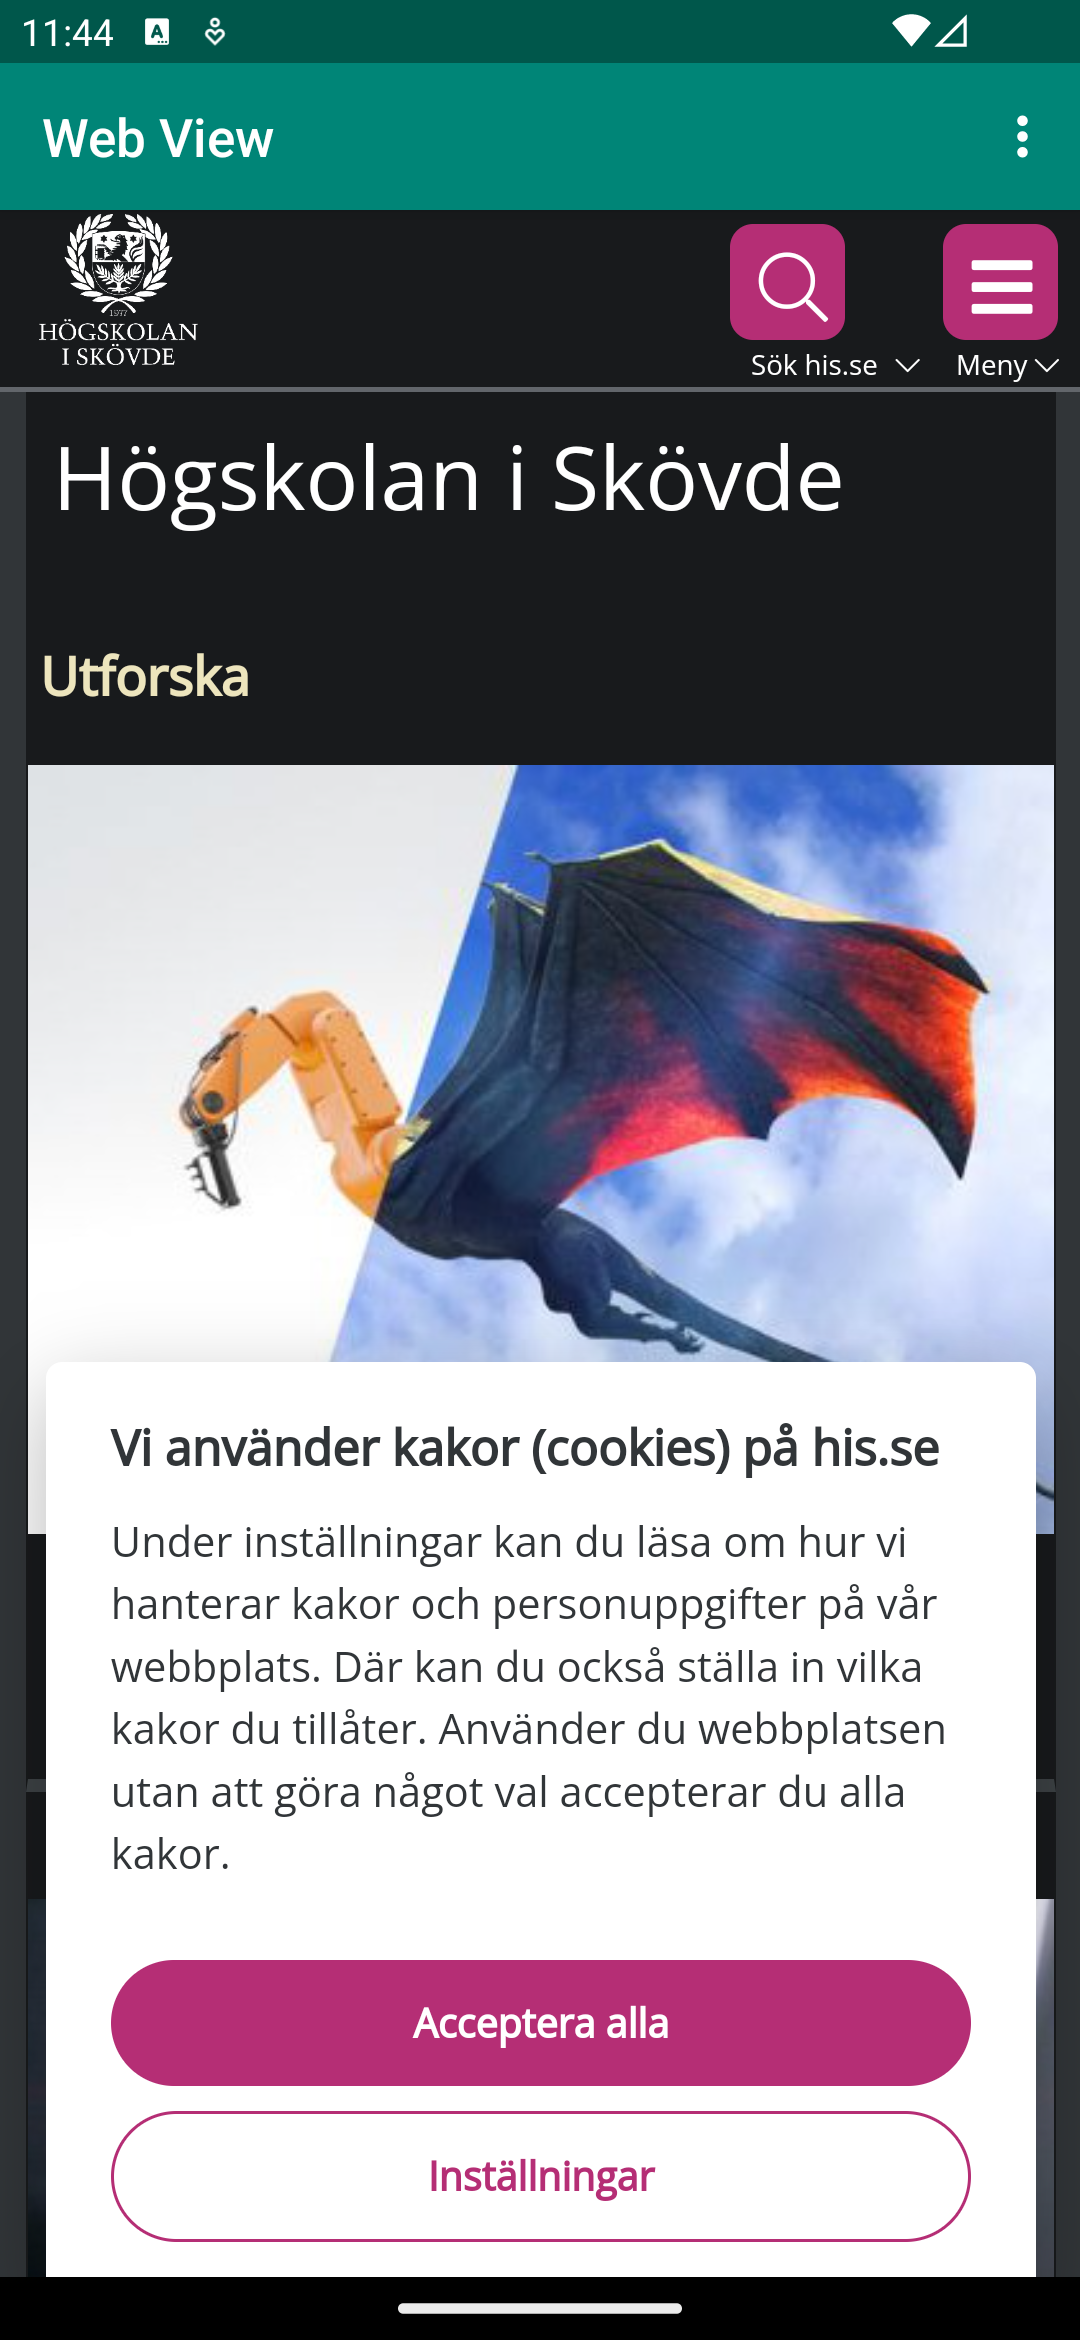 11:44
Web View
1977
HÖGSKOLAN
I SKÖVDE
Sök his.se
Meny
Högskolan i Skövde
Utforska
Vi använder kakor (cookies) på his.se
Under inställningar kan du läsa om hur vi
hanterar kakor och personuppgifter på vår
webbplats. Där kan du också ställa in vilka
kakor du tillåter. Använder du webbplatsen
utan att göra något val accepterar du alla
kakor.
Acceptera alla
Inställningar